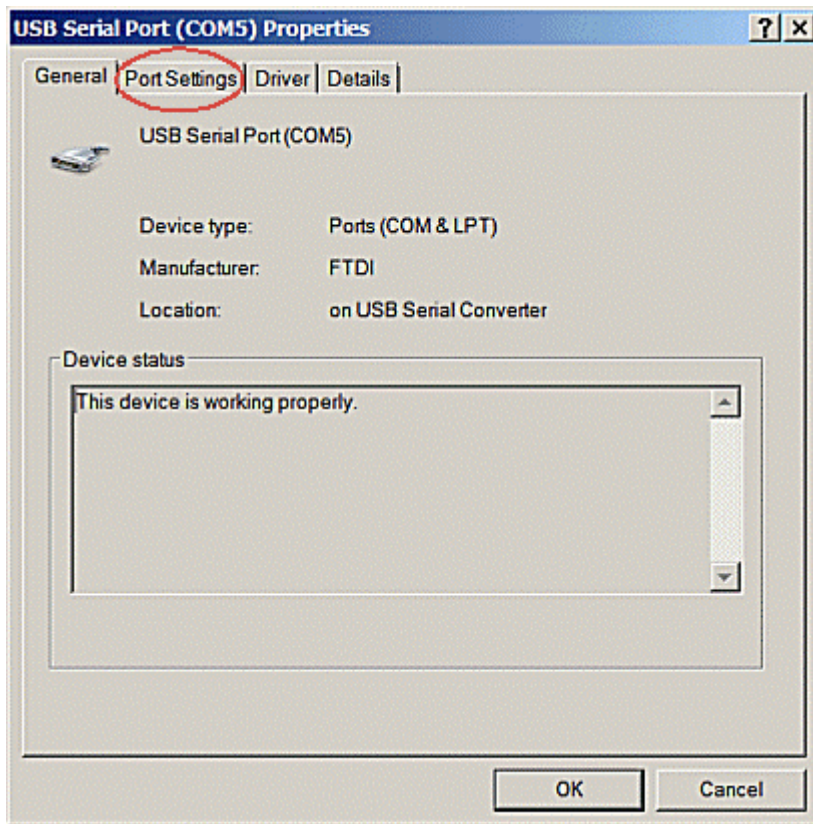 USB Serial Port (COM5) Properties
General Port Settings Driver Details
USB Serial Port (COM5)
Device type: Ports (COM & LPT)
Manufacturer: FTDI
Location: on USB Serial Converter
Device status
This device is working properly.
OK Cancel